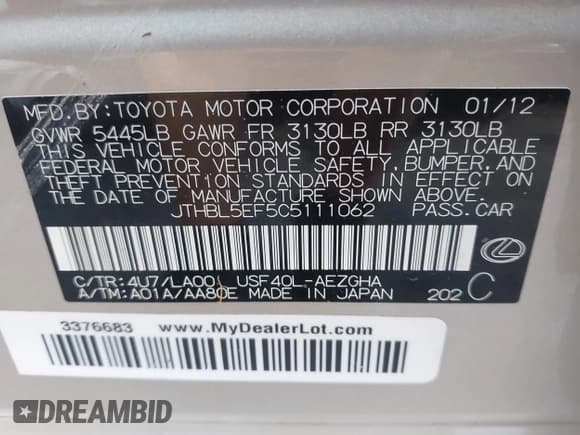 MFD.BY:TOYOTA MOTOR CORPORATION 01/12
GVWR 5445LB GAWR FR 3130LB RR 3130LB
THIS VEHICLE CONFORMS TO ALL APPLICABLE
FEDERAL MOTOR VEHICLE SAFETY, BUMPER, AND
THEFT PREVENTION STANDARDS IN EFFECT ON
THE DATE OF MANUFACTURE SHOWN ABOVE.
JTHBL5EF5C5111062 PASS.CAR
C/TR:4U7/LA00 USF40L-AEZGHA
A/TM:A01A/AA80E MADE IN JAPAN 202 C
3376683 www.MyDealerLot.com
DREAMBID